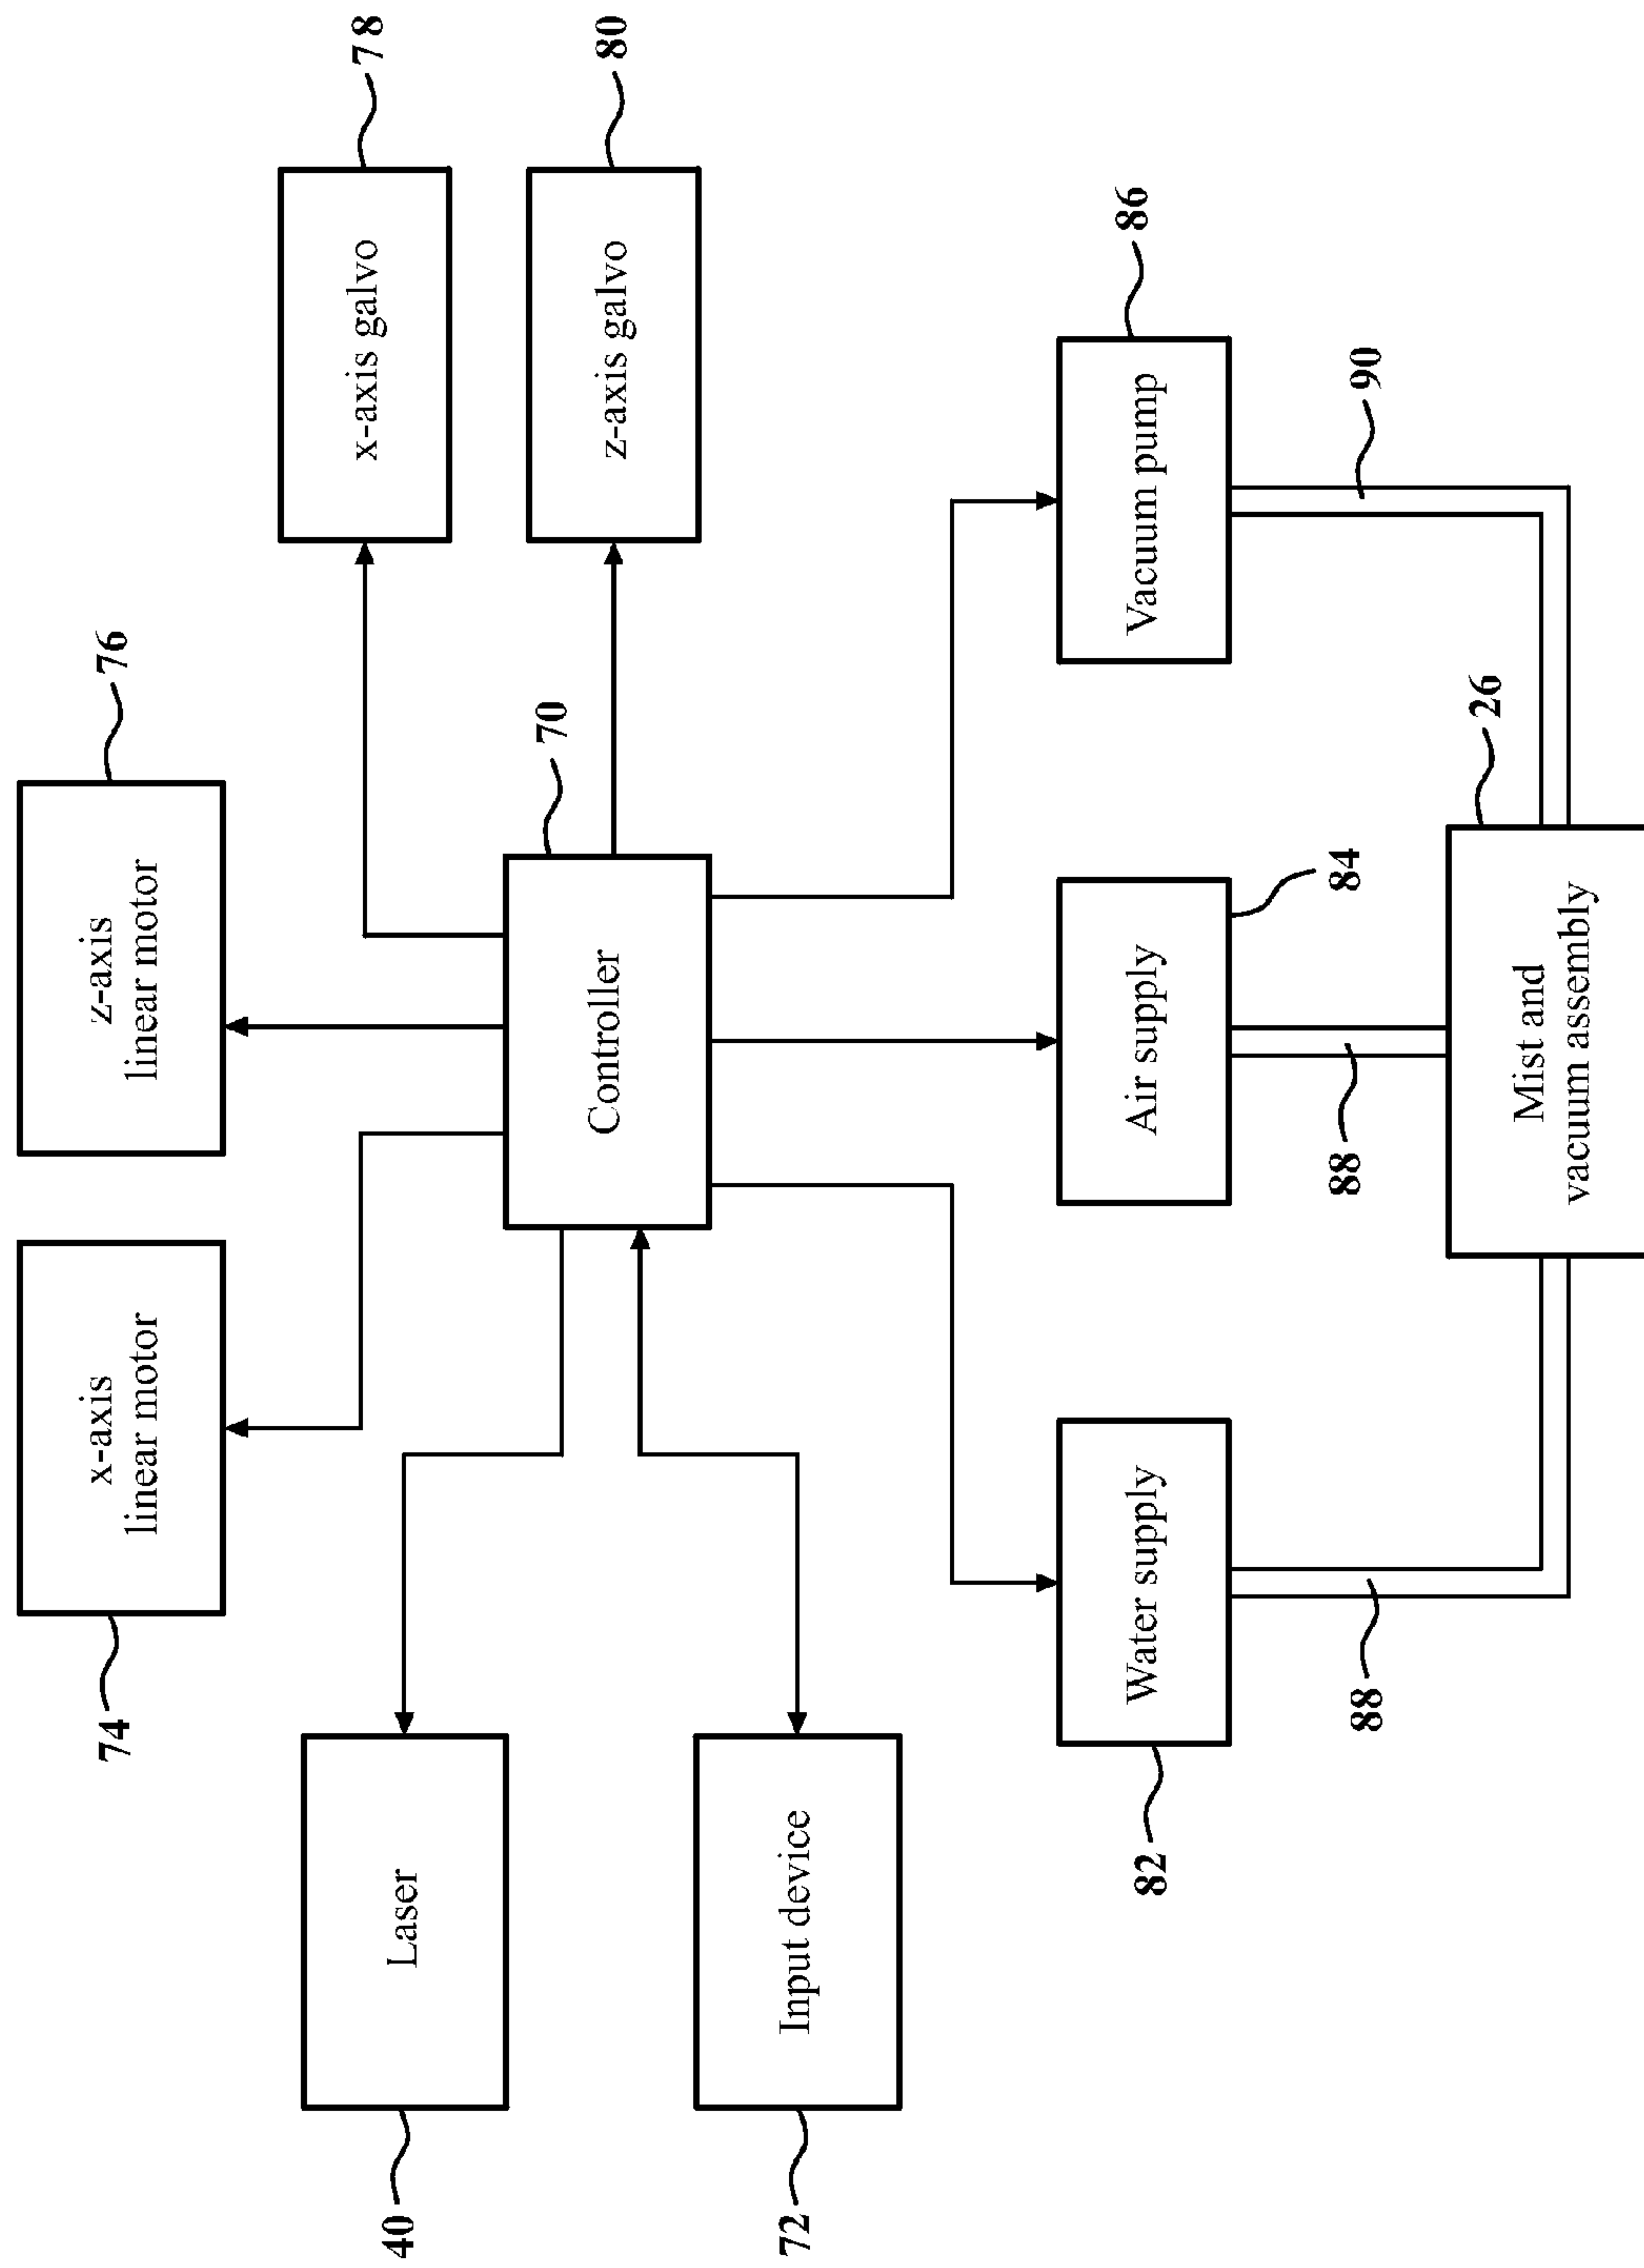 74
x-axis
linear motor
76
z-axis
linear motor
78
x-axis galvo
40
Laser
70
Controller
80
z-axis galvo
72
Input device
82
Water supply
Air supply
84
86
Vacuum pump
88
88
90
26
Mist and
vacuum assembly